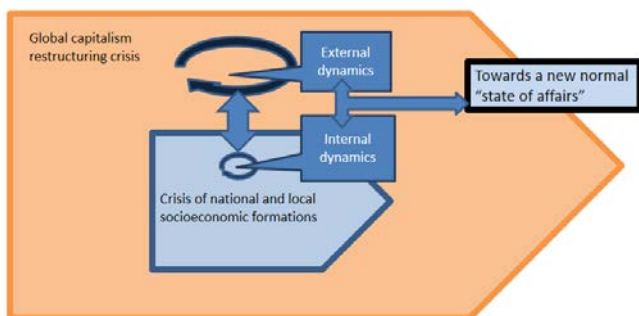 Global capitalism
restructuring crisis
External
dynamics
Towards a new normal
“state of affairs”
Internal
dynamics
Crisis of national and local
socioeconomic formations